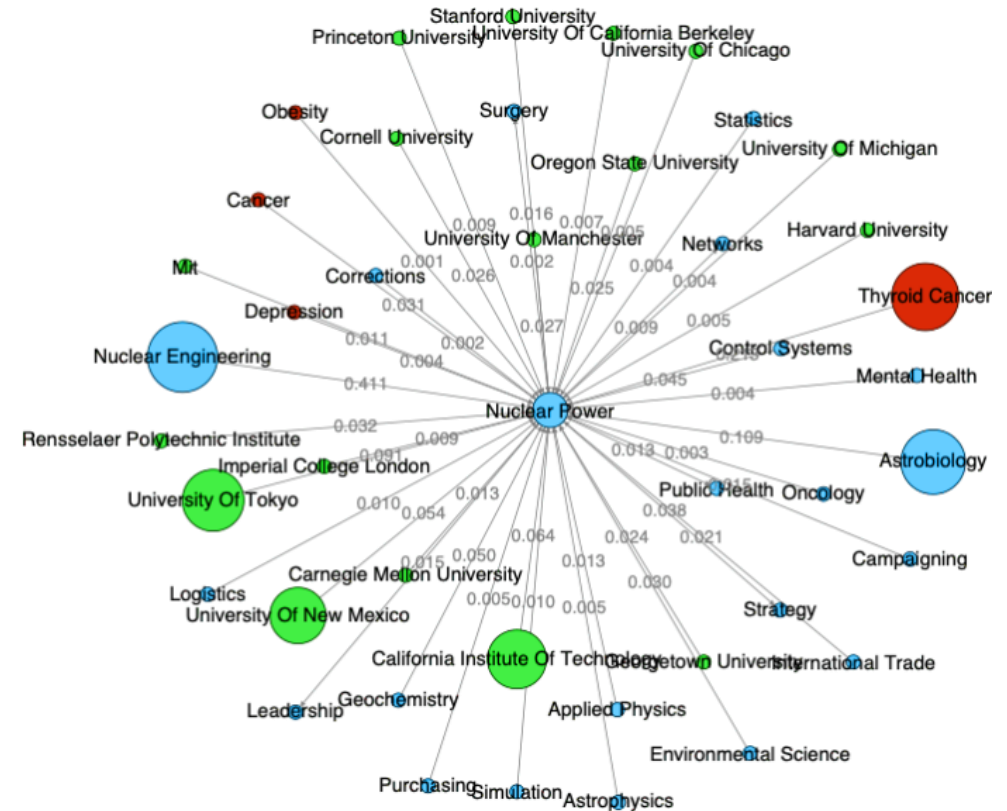 Stanford University
University Of California Berkeley
Princeton University
University Of Chicago
Obesity
Surgery
Statistics
Cornell University
University Of Michigan
Oregon State University
Cancer
0.009
0.016
0.007
0.005
Harvard University
University Of Manchester
Networks
0.001
0.002
0.004
Mit
Corrections
0.026
0.004
0.025
Thyroid Cancer
0.031
Depression
0.005
0.027
0.009
0.011
0.002
Control Systems
Nuclear Engineering
0.004
0.045
Mental Health
0.411
0.004
Nuclear Power
0.032
0.009
0.109
Rensselaer Polytechnic Institute
0.013
0.003
0.091
Imperial College London
Astrobiology
University Of Tokyo
0.013
Public Health
Oncology
0.010
0.054
0.038
0.064
0.024
0.021
0.050
0.013
Campaigning
0.015
Carnegie Mellon University
0.030
Logistics
0.005
0.010
0.005
University Of New Mexico
Strategy
California Institute Of Technology
Georgetown University
International Trade
Geochemistry
Leadership
Applied Physics
Environmental Science
Purchasing
Simulation
Astrophysics